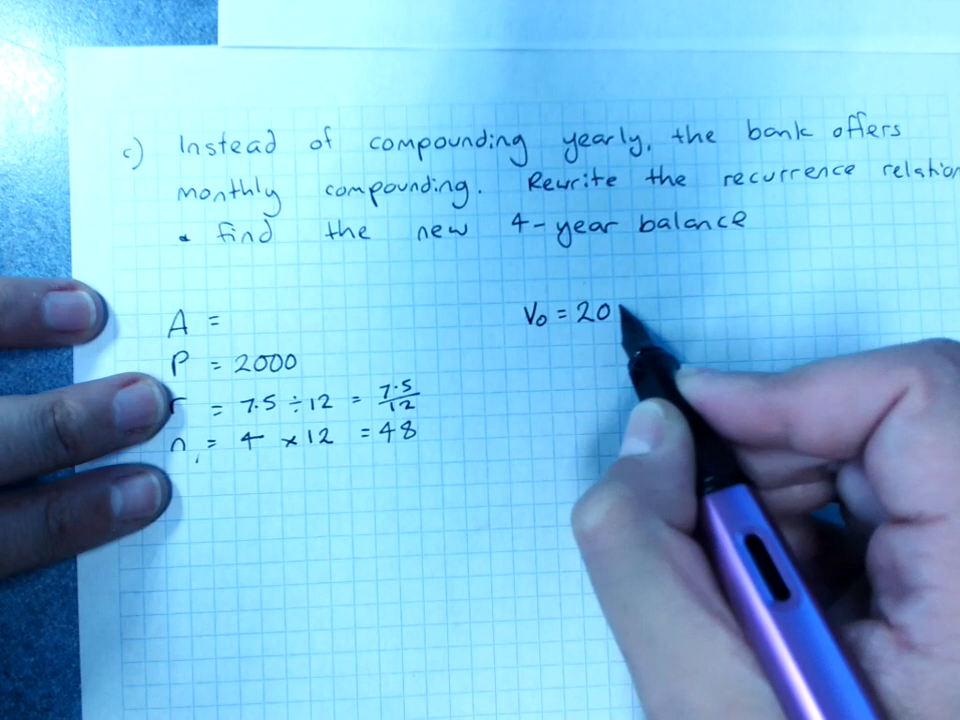 c) Instead of compounding yearly, the bank offers
monthly compounding. Rewrite the recurrence relation
& find the new 4-year balance
A =
V₀ = 20
P = 2000
r = 7.5 ÷ 12 = 7.5/12
n = 4 × 12 = 48